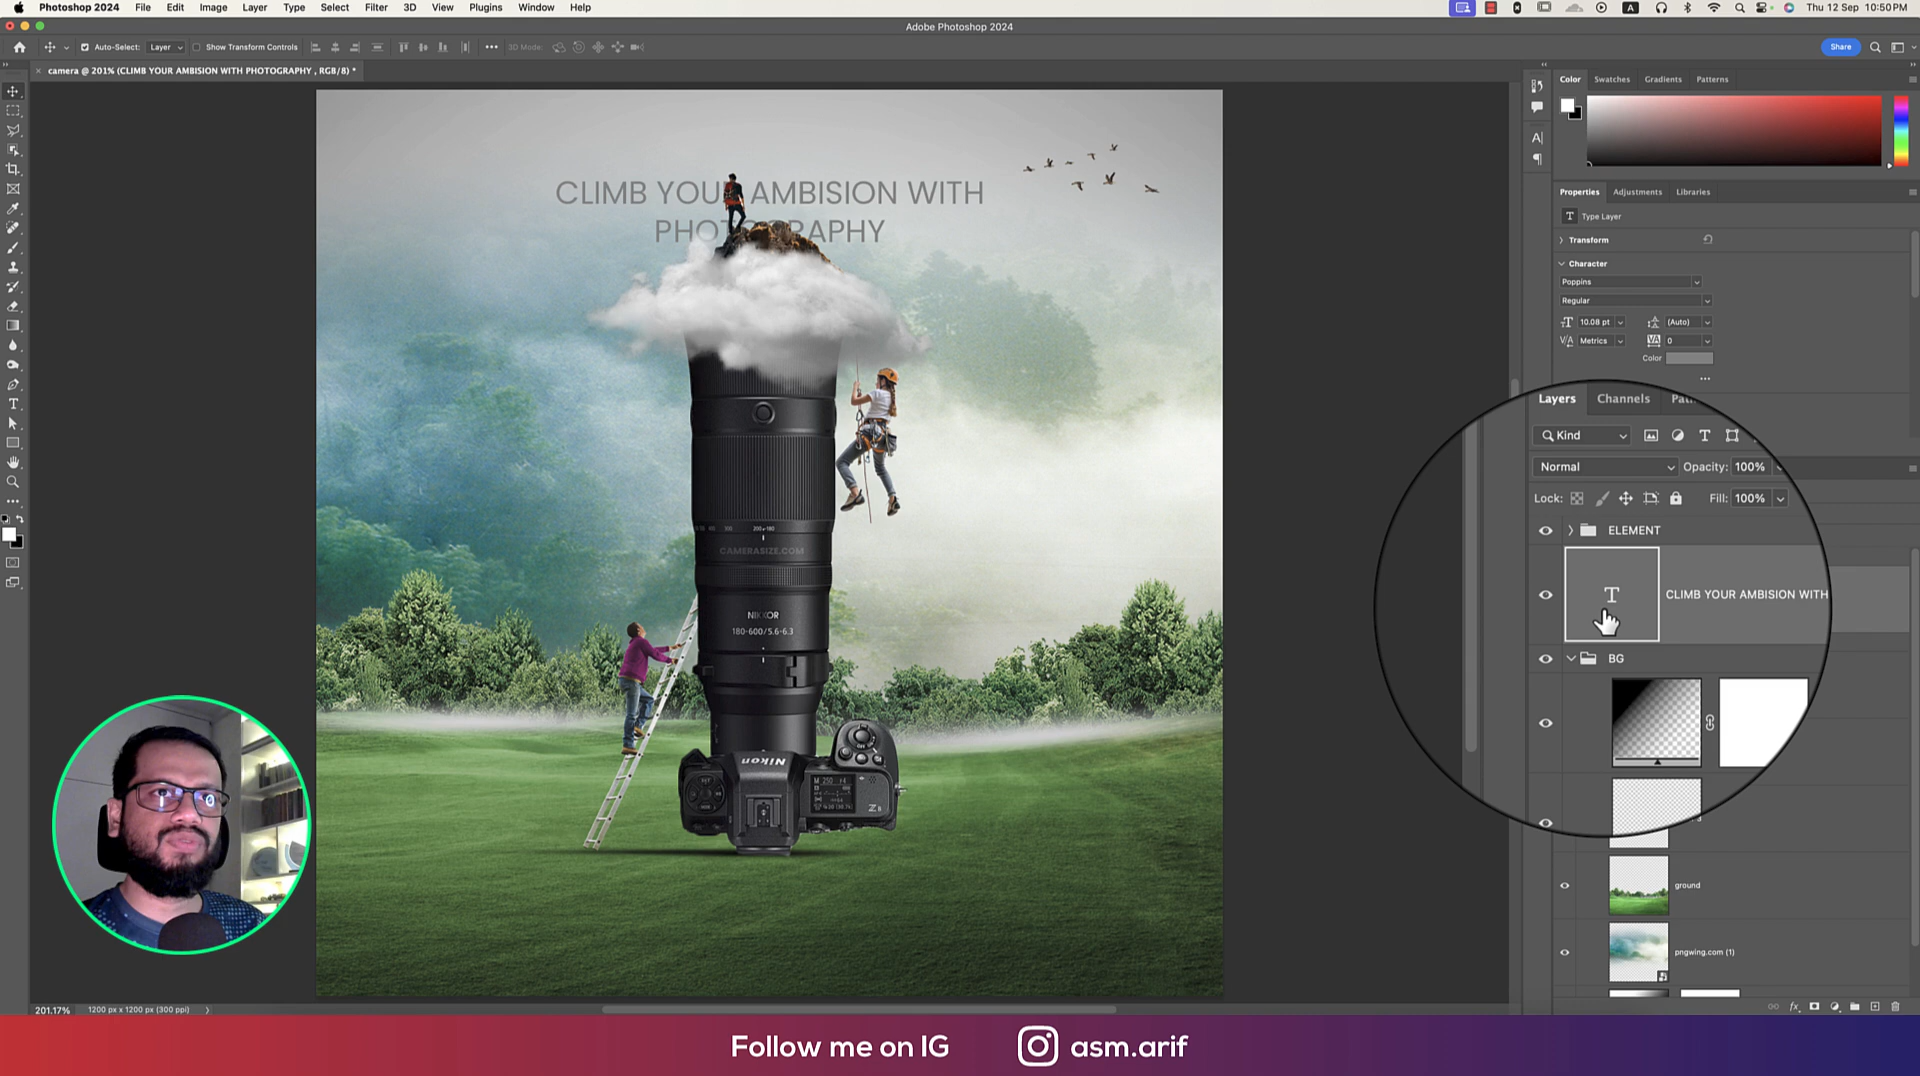 Photoshop 2024 File Edit Image Layer Type Select Filter 3D View Plugins Window Help
A
Thu 12 Sep 10:50PM
Adobe Photoshop 2024
Auto-Select: Layer
Show Transform Controls
3D Mode:
Share
camera @ 201% (CLIMB YOUR AMBISION WITH PHOTOGRAPHY , RGB/8) *
Color Swatches Gradients Patterns
Properties Adjustments Libraries
T Type Layer
Transform
Character
Poppins
Regular
10.08 pt
(Auto)
Metrics
0
Color
CLIMB YOUR AMBISION WITH
Layers Channels
Kind
Normal
Opacity: 100%
Lock:
Fill: 100%
ELEMENT
T
CLIMB YOUR AMBISION WITH
BG
CAMERASIZE.COM
NIKKOR
180-600/5.6-6.3
Nikon
ground
pngwing.com (1)
201.17%
1200 px x 1200 px (300 ppi)
fx
Follow me on IG
asm.arif